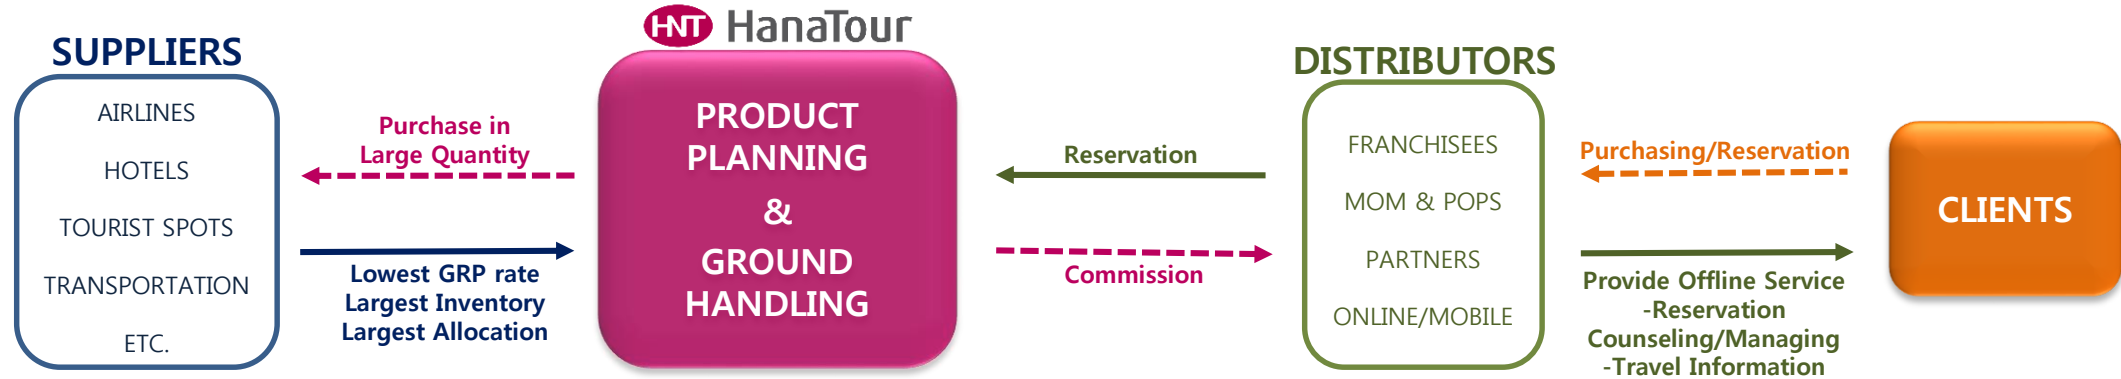 SUPPLIERS
AIRLINES
HOTELS
TOURIST SPOTS
TRANSPORTATION
ETC.
Purchase in
Large Quantity
Lowest GRP rate
Largest Inventory
Largest Allocation
HNT HanaTour
PRODUCT
PLANNING
&
GROUND
HANDLING
Reservation
Commission
DISTRIBUTORS
FRANCHISEES
MOM & POPS
PARTNERS
ONLINE/MOBILE
Purchasing/Reservation
Provide Offline Service
-Reservation
Counseling/Managing
-Travel Information
CLIENTS